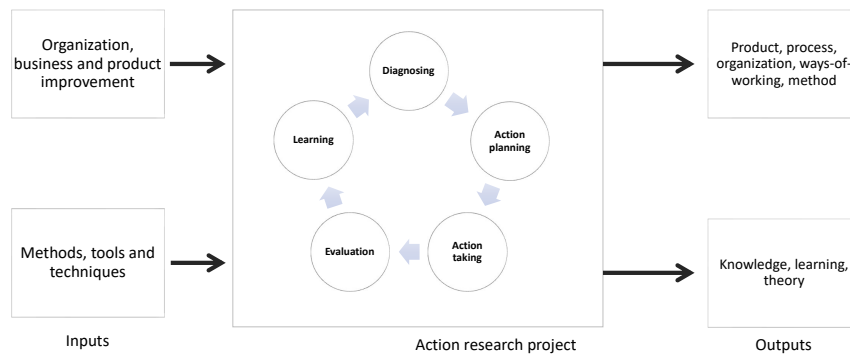 Organization,
business and product
improvement
Methods, tools and
techniques
Inputs
Diagnosing
Action
planning
Action
taking
Evaluation
Learning
Action research project
Product, process,
organization, ways-of-
working, method
Knowledge, learning,
theory
Outputs